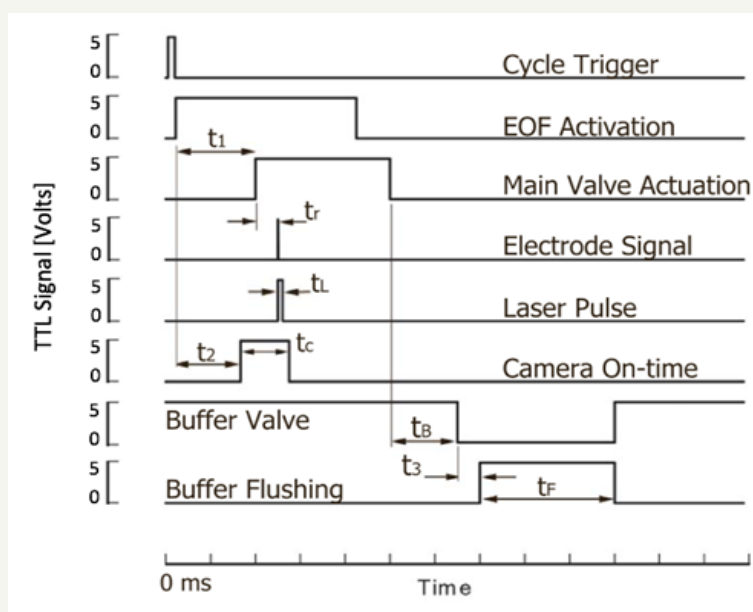 5
0
Cycle Trigger
5
0
EOF Activation
t1
5
0
Main Valve Actuation
tr
5
0
Electrode Signal
tL
5
0
Laser Pulse
5
0
t2
tc
Camera On-time
5
0
Buffer Valve
tB
5
0
Buffer Flushing
t3
tF
TTL Signal [Volts]
0 ms
Time